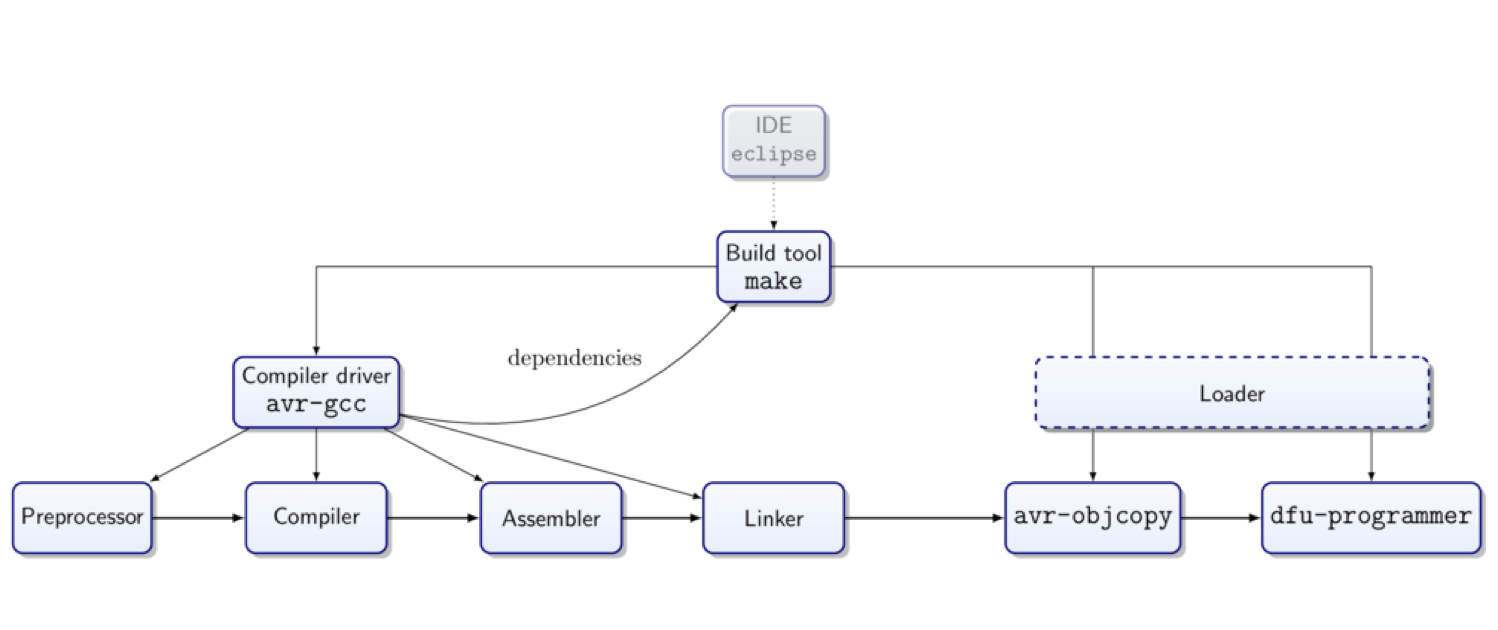 IDE
eclipse
Build tool
make
dependencies
Compiler driver
avr-gcc
Loader
Preprocessor
Compiler
Assembler
Linker
avr-objcopy
dfu-programmer